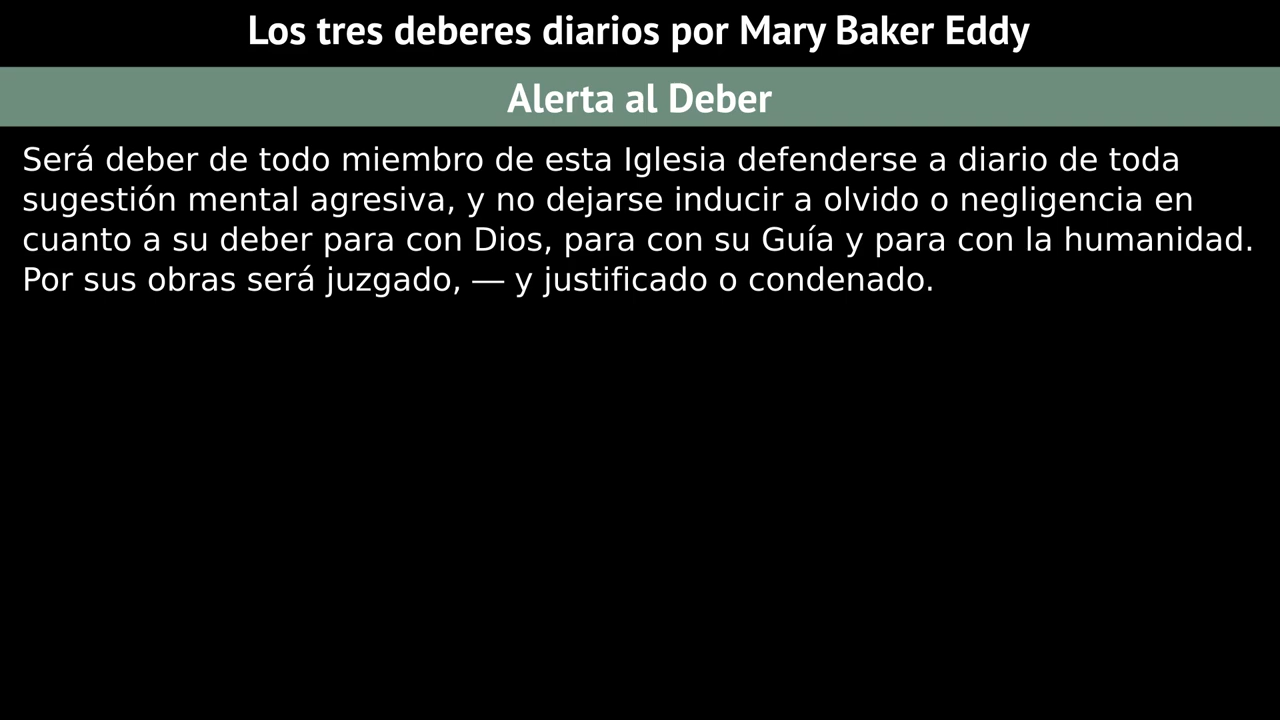 Los tres deberes diarios por Mary Baker Eddy
Alerta al Deber
Será deber de todo miembro de esta Iglesia defenderse a diario de toda
sugestión mental agresiva, y no dejarse inducir a olvido o negligencia en
cuanto a su deber para con Dios, para con su Guía y para con la humanidad.
Por sus obras será juzgado, — y justificado o condenado.